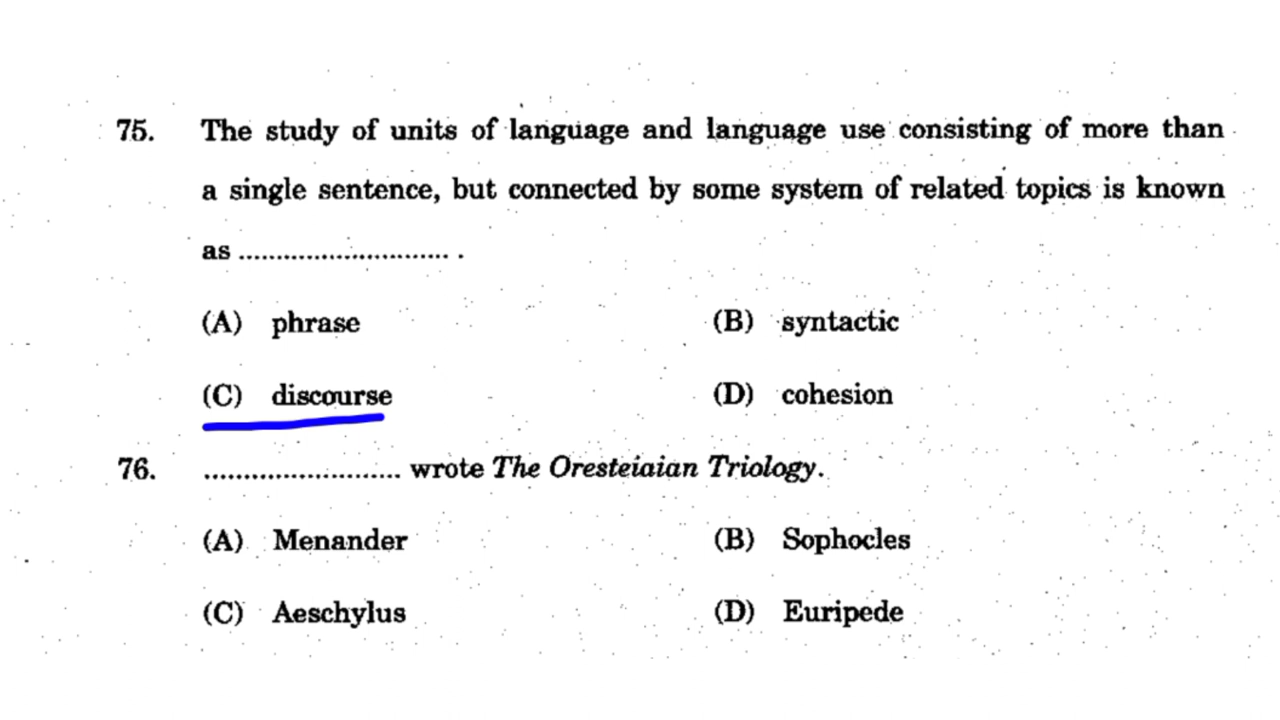 75. The study of units of language and language use consisting of more than
a single sentence, but connected by some system of related topics is known
as ............................ .
(A) phrase (B) syntactic
(C) discourse (D) cohesion
76. ......................... wrote The Oresteiaian Triology.
(A) Menander (B) Sophocles
(C) Aeschylus (D) Euripede